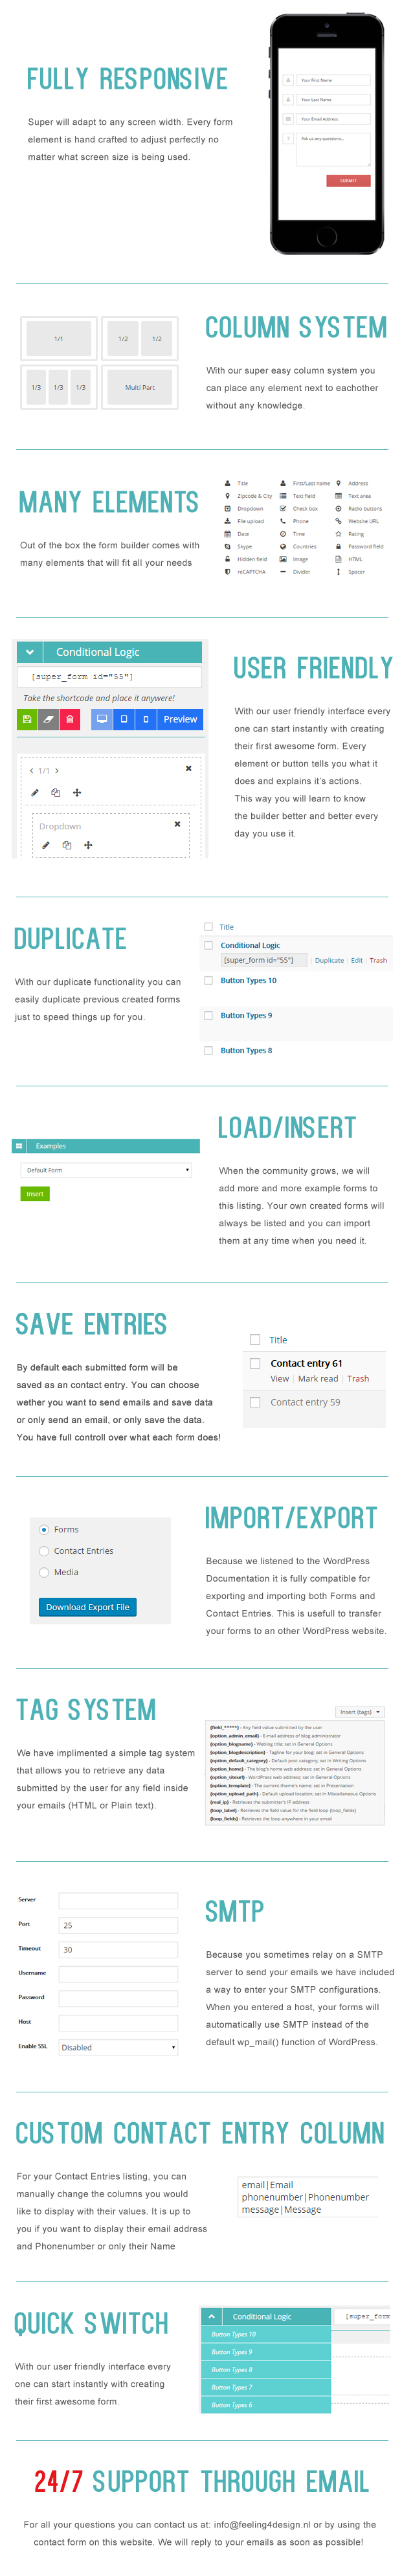 FULLY RESPONSIVE
Super will adapt to any screen width. Every form
element is hand crafted to adjust perfectly no
matter what screen size is being used.
Your First Name
Your Last Name
Your Email Address
Ask us any questions...
SUBMIT
1/1
1/2 1/2
1/3 1/3 1/3
Multi Part
COLUMN SYSTEM
With our super easy column system you
can place any element next to eachother
without any knowledge.
MANY ELEMENTS
Out of the box the form builder comes with
many elements that will fit all your needs
Title First/Last name Address
Zipcode & City Text field Text area
Dropdown Check box Radio buttons
File upload Phone Website URL
Date Time Rating
Skype Countries Password field
Hidden field Image HTML
reCAPTCHA Divider Spacer
Conditional Logic
[super_form id="55"]
Take the shortcode and place it anywere!
Preview
1/1
Dropdown
USER FRIENDLY
With our user friendly interface every
one can start instantly with creating
their first awesome form. Every
element or button tells you what it
does and explains it's actions.
This way you will learn to know
the builder better and better every
day you use it.
DUPLICATE
With our duplicate functionality you can
easily duplicate previous created forms
just to speed things up for you.
Title
Conditional Logic
[super_form id="55"] | Duplicate | Edit | Trash
Button Types 10
Button Types 9
Button Types 8
Examples
Default Form
Insert
LOAD/INSERT
When the community grows, we will
add more and more example forms to
this listing. Your own created forms will
always be listed and you can import
them at any time when you need it.
SAVE ENTRIES
By default each submitted form will be
saved as an contact entry. You can choose
wether you want to send emails and save data
or only send an email, or only save the data.
You have full controll over what each form does!
Title
Contact entry 61
View | Mark read | Trash
Contact entry 59
Forms
Contact Entries
Media
Download Export File
IMPORT/EXPORT
Because we listened to the WordPress
Documentation it is fully compatible for
exporting and importing both Forms and
Contact Entries. This is usefull to transfer
your forms to an other WordPress website.
TAG SYSTEM
We have implimented a simple tag system
that allows you to retrieve any data
submitted by the user for any field inside
your emails (HTML or Plain text).
Insert {tags}
{field_*****} - Any field value submitted by the user
{option_admin_email} - E-mail address of blog administrator
{option_blogname} - Weblog title; set in General Options
{option_blogdescription} - Tagline for your blog; set in General Options
{option_default_category} - Default post category; set in Writing Options
{option_home} - The blog's home web address; set in General Options
{option_siteurl} - WordPress web address; set in General Options
{option_template} - The current theme's name; set in Presentation
{option_upload_path} - Default upload location; set in Miscellaneous Options
{real_ip} - Retrieves the submitter's IP address
{loop_label} - Retrieves the field value for the field loop {loop_fields}
{loop_fields} - Retrieves the loop anywhere in your email
Server
Port 25
Timeout 30
Username
Password
Host
Enable SSL Disabled
SMTP
Because you sometimes relay on a SMTP
server to send your emails we have included
a way to enter your SMTP configurations.
When you entered a host, your forms will
automatically use SMTP instead of the
default wp_mail() function of WordPress.
CUSTOM CONTACT ENTRY COLUMN
For your Contact Entries listing, you can
manually change the columns you would
like to display with their values. It is up to
you if you want to display their email address
and Phonenumber or only their Name
email|Email
phonenumber|Phonenumber
message|Message
QUICK SWITCH
With our user friendly interface every
one can start instantly with creating
their first awesome form.
Conditional Logic [super_form
Button Types 10
Button Types 9
Button Types 8
Button Types 7
Button Types 6
24/7 SUPPORT THROUGH EMAIL
For all your questions you can contact us at: info@feeling4design.nl or by using the
contact form on this website. We will reply to your emails as soon as possible!